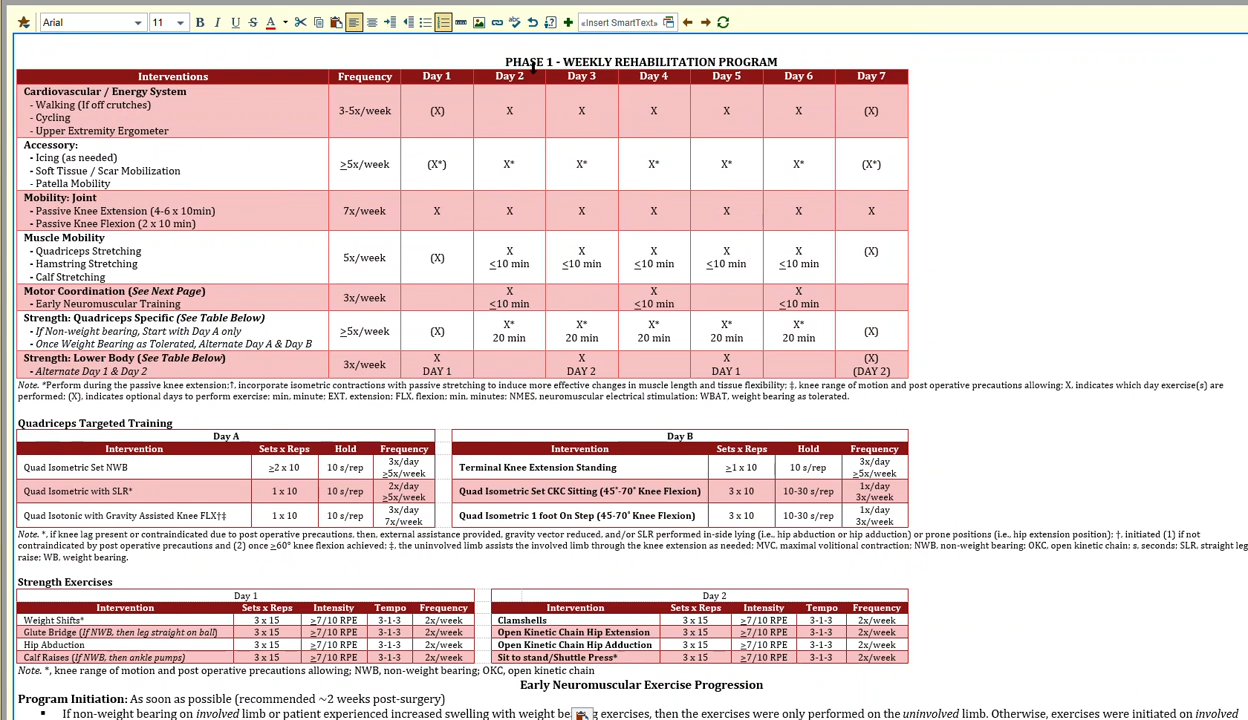 Arial 11 B I U S A «Insert SmartText»
PHASE 1 - WEEKLY REHABILITATION PROGRAM
Interventions Frequency Day 1 Day 2 Day 3 Day 4 Day 5 Day 6 Day 7
Cardiovascular / Energy System
- Walking (If off crutches)
- Cycling
- Upper Extremity Ergometer
3-5x/week (X) X X X X X (X)
Accessory:
- Icing (as needed)
- Soft Tissue / Scar Mobilization
- Patella Mobility
≥5x/week (X*) X* X* X* X* X* (X*)
Mobility: Joint
- Passive Knee Extension (4-6 x 10min)
- Passive Knee Flexion (2 x 10 min)
7x/week X X X X X X X
Muscle Mobility
- Quadriceps Stretching
- Hamstring Stretching
- Calf Stretching
5x/week (X) X X X X X (X)
≤10 min ≤10 min ≤10 min ≤10 min ≤10 min
Motor Coordination (See Next Page)
- Early Neuromuscular Training
3x/week X X X
≤10 min ≤10 min ≤10 min
Strength: Quadriceps Specific (See Table Below)
- If Non-weight bearing, Start with Day A only
- Once Weight Bearing as Tolerated, Alternate Day A & Day B
≥5x/week (X) X* X* X* X* X* (X)
20 min 20 min 20 min 20 min 20 min
Strength: Lower Body (See Table Below)
- Alternate Day 1 & Day 2
3x/week X X X (X)
DAY 1 DAY 2 DAY 1 (DAY 2)
Note. *Perform during the passive knee extension;†, incorporate isometric contractions with passive stretching to induce more effective changes in muscle length and tissue flexibility; ‡, knee range of motion and post operative precautions allowing; X, indicates which day exercise(s) are
performed; (X), indicates optional days to perform exercise; min, minute; EXT, extension; FLX, flexion; min, minutes; NMES, neuromuscular electrical stimulation; WBAT, weight bearing as tolerated.
Quadriceps Targeted Training
Day A
Intervention Sets x Reps Hold Frequency
Quad Isometric Set NWB ≥2 x 10 10 s/rep 3x/day
≥5x/week
Quad Isometric with SLR* 1 x 10 10 s/rep 2x/day
≥5x/week
Quad Isotonic with Gravity Assisted Knee FLX†‡ 1 x 10 10 s/rep 3x/day
7x/week
Day B
Intervention Sets x Reps Hold Frequency
Terminal Knee Extension Standing ≥1 x 10 10 s/rep 3x/day
≥5x/week
Quad Isometric Set CKC Sitting (45˚-70˚ Knee Flexion) 3 x 10 10-30 s/rep 1x/day
3x/week
Quad Isometric 1 foot On Step (45-70˚ Knee Flexion) 3 x 10 10-30 s/rep 1x/day
3x/week
Note. *, if knee lag present or contraindicated due to post operative precautions, then, external assistance provided, gravity vector reduced, and/or SLR performed in-side lying (i.e., hip abduction or hip adduction) or prone positions (i.e., hip extension position); †, initiated (1) if not
contraindicated by post operative precautions and (2) once ≥60° knee flexion achieved; ‡, the uninvolved limb assists the involved limb through the knee extension as needed; MVC, maximal volitional contraction; NWB, non-weight bearing; OKC, open kinetic chain; s, seconds; SLR, straight leg
raise; WB, weight bearing.
Strength Exercises
Day 1
Intervention Sets x Reps Intensity Tempo Frequency
Weight Shifts* 3 x 15 ≥7/10 RPE 3-1-3 2x/week
Glute Bridge (If NWB, then leg straight on ball) 3 x 15 ≥7/10 RPE 3-1-3 2x/week
Hip Abduction 3 x 15 ≥7/10 RPE 3-1-3 2x/week
Calf Raises (If NWB, then ankle pumps) 3 x 15 ≥7/10 RPE 3-1-3 2x/week
Day 2
Intervention Sets x Reps Intensity Tempo Frequency
Clamshells 3 x 15 ≥7/10 RPE 3-1-3 2x/week
Open Kinetic Chain Hip Extension 3 x 15 ≥7/10 RPE 3-1-3 2x/week
Open Kinetic Chain Hip Adduction 3 x 15 ≥7/10 RPE 3-1-3 2x/week
Sit to stand/Shuttle Press* 3 x 15 ≥7/10 RPE 3-1-3 2x/week
Note. *, knee range of motion and post operative precautions allowing; NWB, non-weight bearing; OKC, open kinetic chain
Early Neuromuscular Exercise Progression
Program Initiation: As soon as possible (recommended ~2 weeks post-surgery)
▪ If non-weight bearing on involved limb or patient experienced increased swelling with weight be g exercises, then the exercises were only performed on the uninvolved limb. Otherwise, exercises were initiated on involved